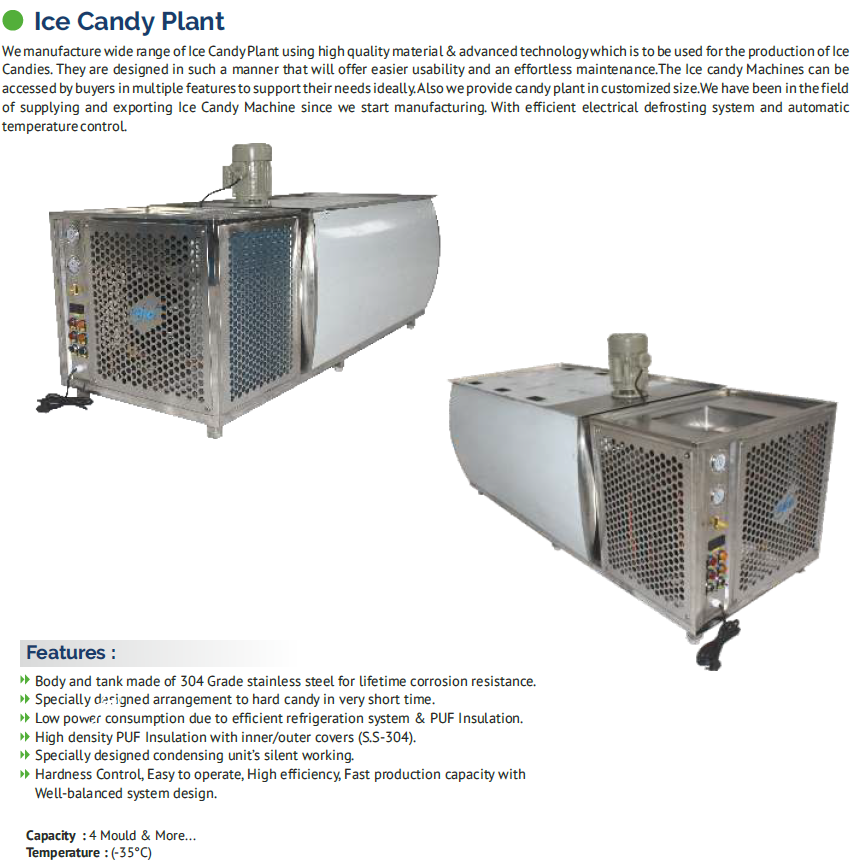 Ice Candy Plant
We manufacture wide range of Ice Candy Plant using high quality material & advanced technology which is to be used for the production of Ice
Candies. They are designed in such a manner that will offer easier usability and an effortless maintenance.The Ice candy Machines can be
accessed by buyers in multiple features to support their needs ideally.Also we provide candy plant in customized size.We have been in the field
of supplying and exporting Ice Candy Machine since we start manufacturing. With efficient electrical defrosting system and automatic
temperature control.
Features :
Body and tank made of 304 Grade stainless steel for lifetime corrosion resistance.
Specially designed arrangement to hard candy in very short time.
Low power consumption due to efficient refrigeration system & PUF Insulation.
High density PUF Insulation with inner/outer covers (S.S-304).
Specially designed condensing unit's silent working.
Hardness Control, Easy to operate, High efficiency, Fast production capacity with
Well-balanced system design.
Capacity : 4 Mould & More...
Temperature : (-35°C)